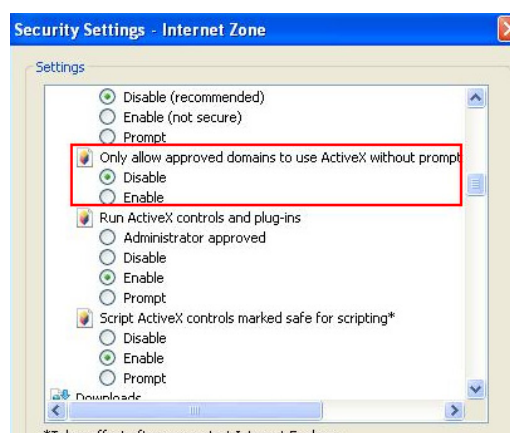 Security Settings - Internet Zone
Settings
Disable (recommended)
Enable (not secure)
Prompt
Only allow approved domains to use ActiveX without prompt
Disable
Enable
Run ActiveX controls and plug-ins
Administrator approved
Disable
Enable
Prompt
Script ActiveX controls marked safe for scripting*
Disable
Enable
Prompt
Downloads